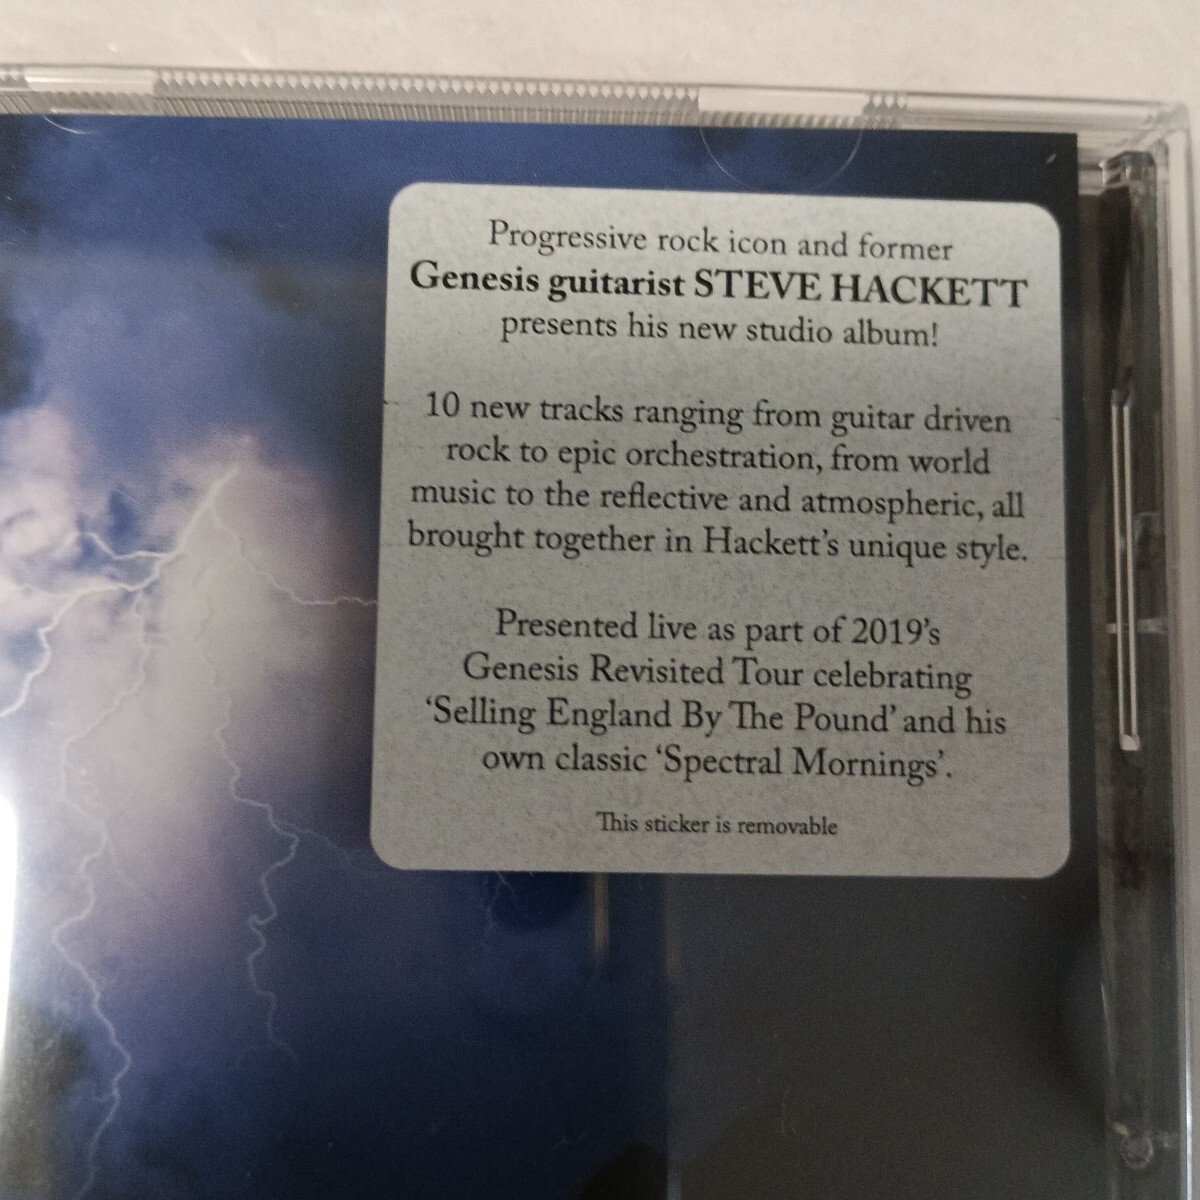 Progressive rock icon and former
Genesis guitarist STEVE HACKETT
presents his new studio album!
10 new tracks ranging from guitar driven
rock to epic orchestration, from world
music to the reflective and atmospheric, all
brought together in Hackett’s unique style.
Presented live as part of 2019’s
Genesis Revisited Tour celebrating
‘Selling England By The Pound’ and his
own classic ‘Spectral Mornings’.
This sticker is removable